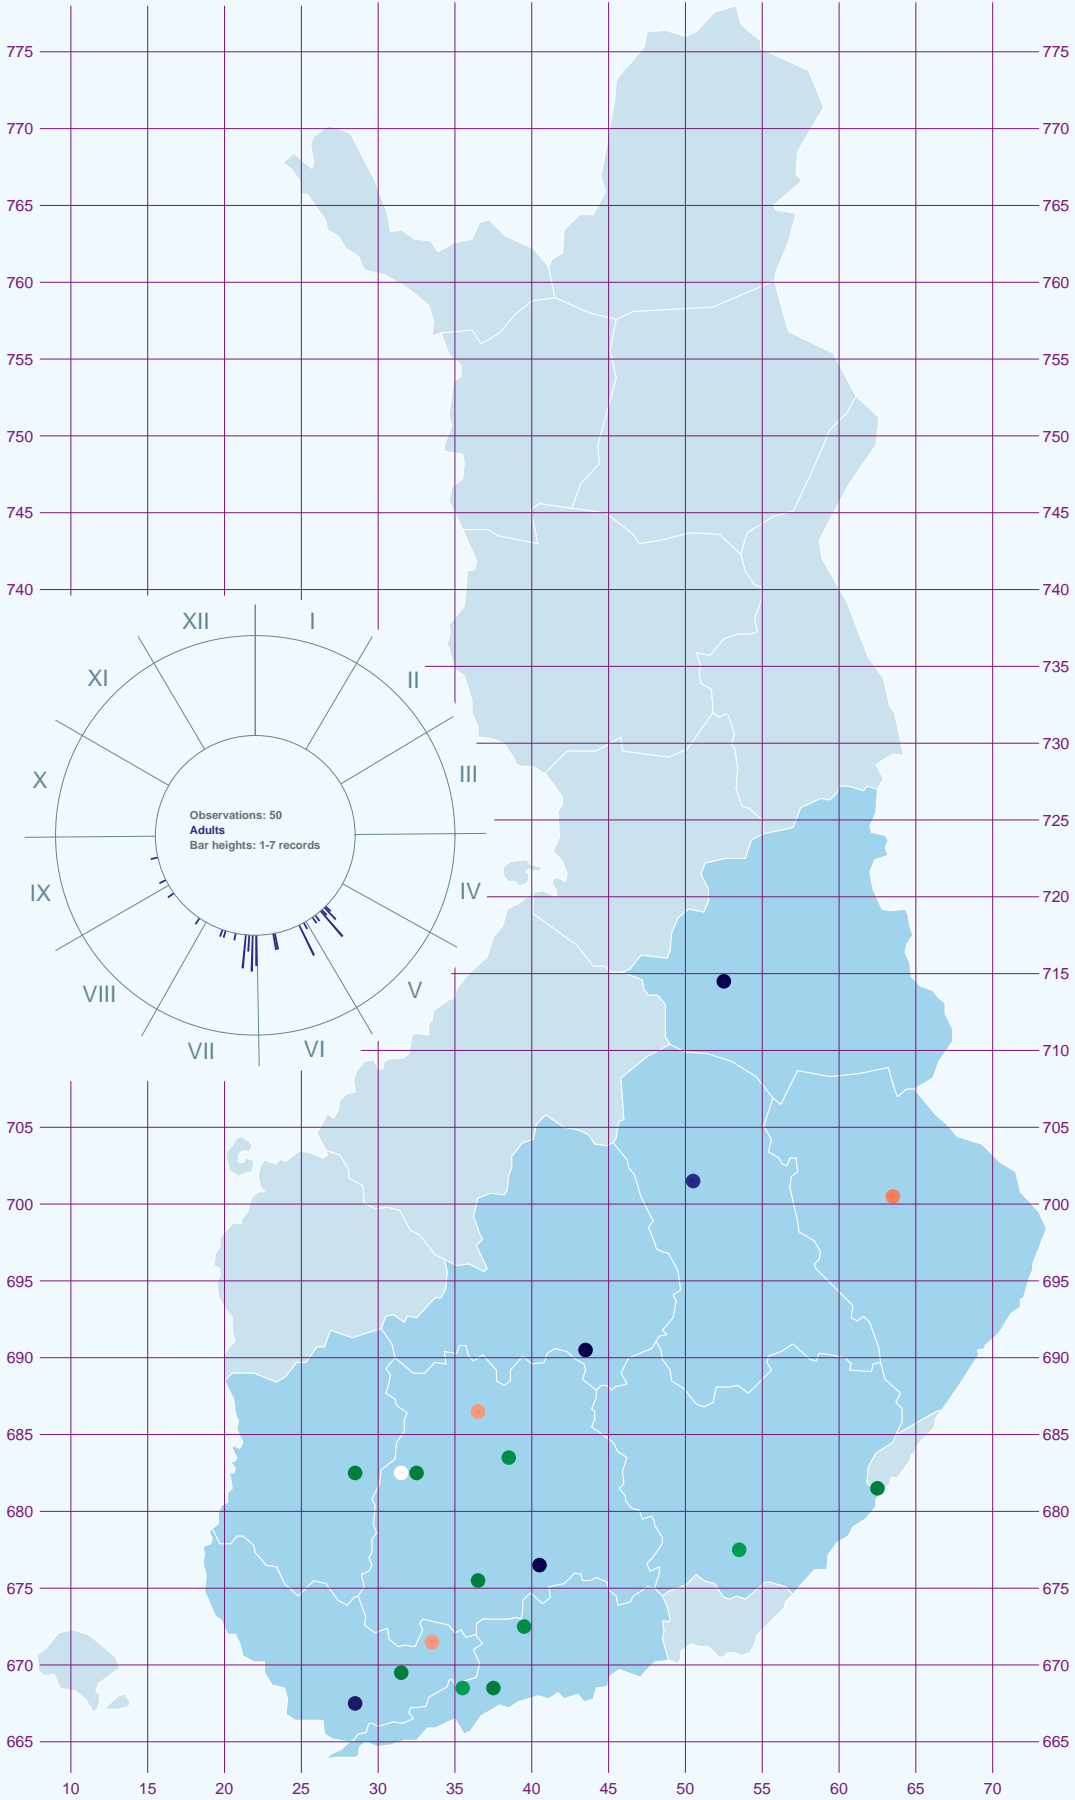 775 775
770 770
765 765
760 760
755 755
750 750
745 745
740 740
XII I
735
XI II
730
X III
Observations: 50
Adults
Bar heights: 1-7 records
725
IX IV
720
VIII V
715
VII VI
710
705 705
700 700
695 695
690 690
685 685
680 680
675 675
670 670
665 665
10 15 20 25 30 35 40 45 50 55 60 65 70